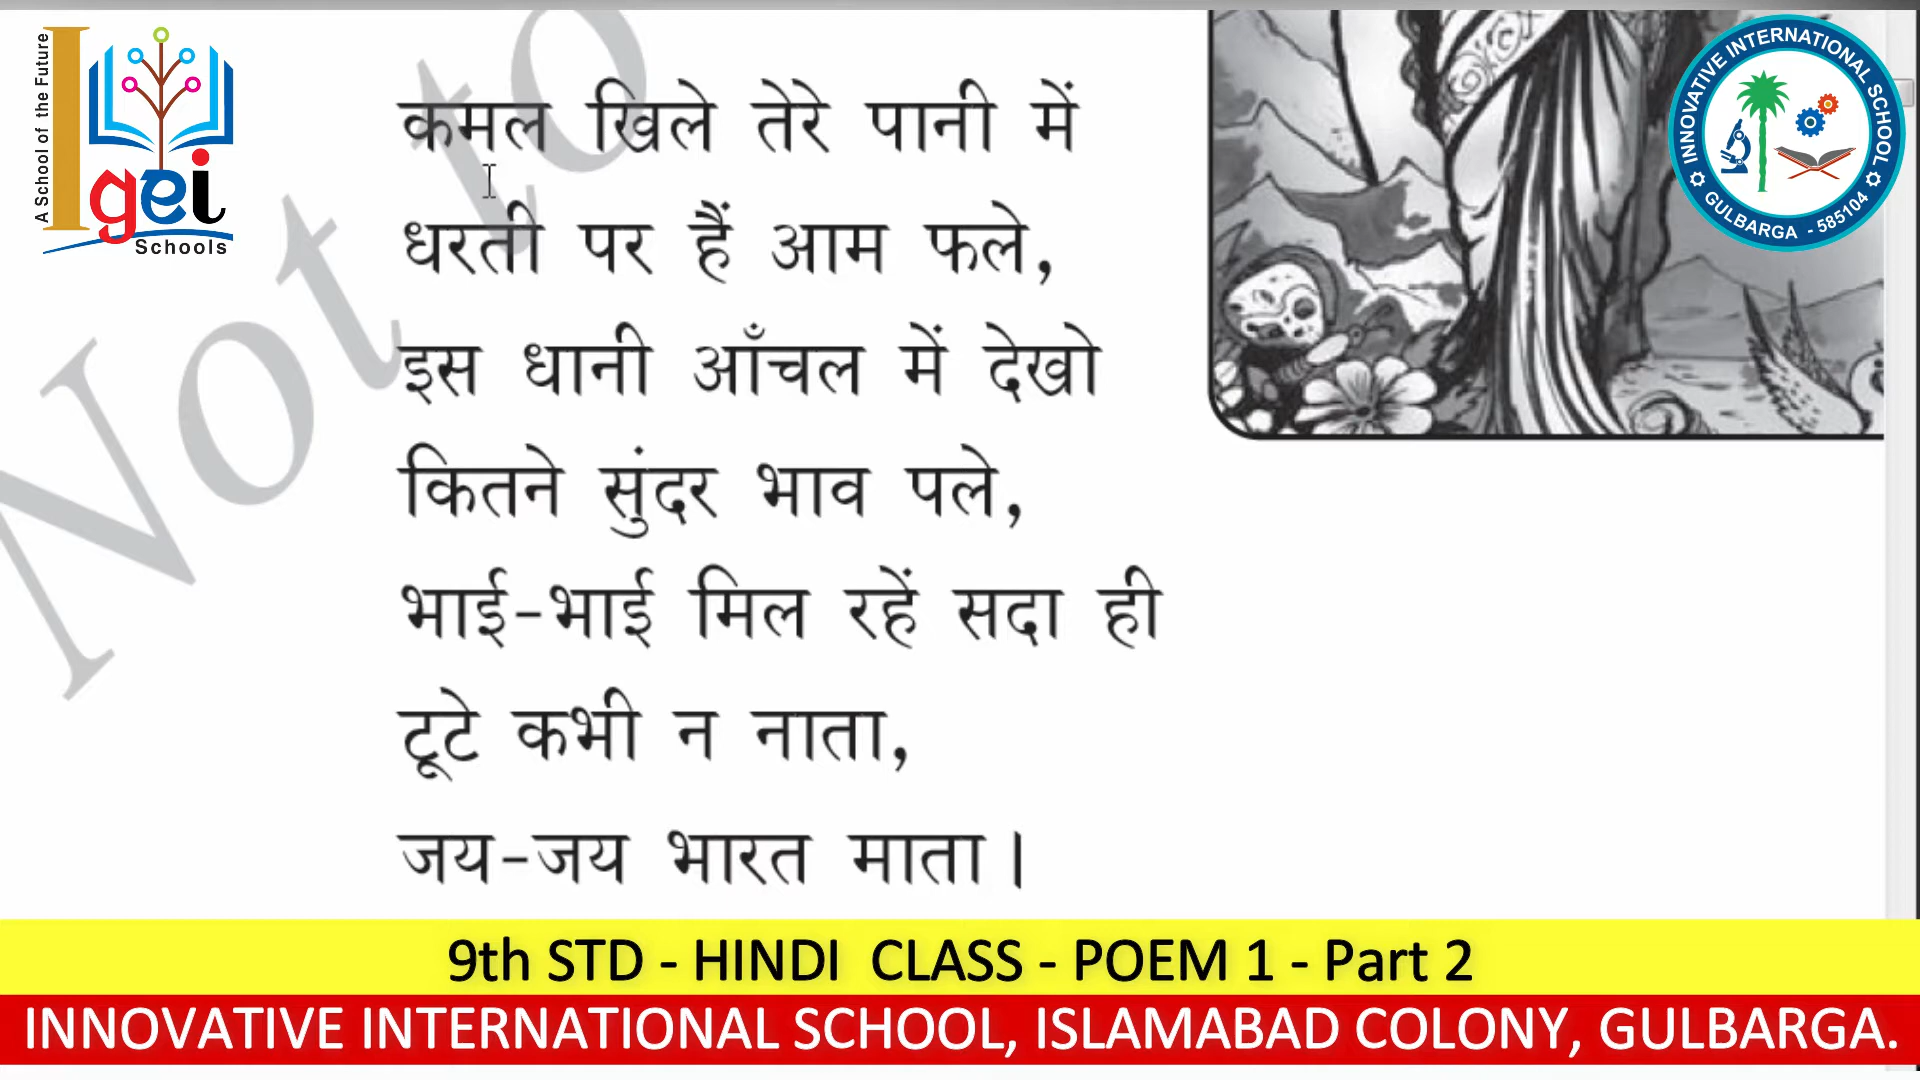 A School of the Future
I
gei
Schools
INNOVATIVE INTERNATIONAL SCHOOL
GULBARGA - 585104
Not to
कमल खिले तेरे पानी में
धरती पर हैं आम फले,
इस धानी आँचल में देखो
कितने सुंदर भाव पले,
भाई-भाई मिल रहें सदा ही
टूटे कभी न नाता,
जय-जय भारत माता।
9th STD - HINDI CLASS - POEM 1 - Part 2
INNOVATIVE INTERNATIONAL SCHOOL, ISLAMABAD COLONY, GULBARGA.